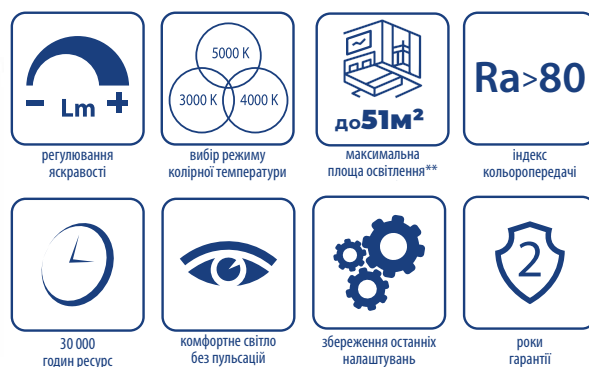 - Lm +
регулювання
яскравості
5000 K
3000 K 4000 K
вибір режиму
колірної температури
до51м²
максимальна
площа освітлення**
Ra>80
індекс
кольоропередачі
30 000
годин ресурс
комфортне світло
без пульсацій
збереження останніх
налаштувань
2
роки
гарантії